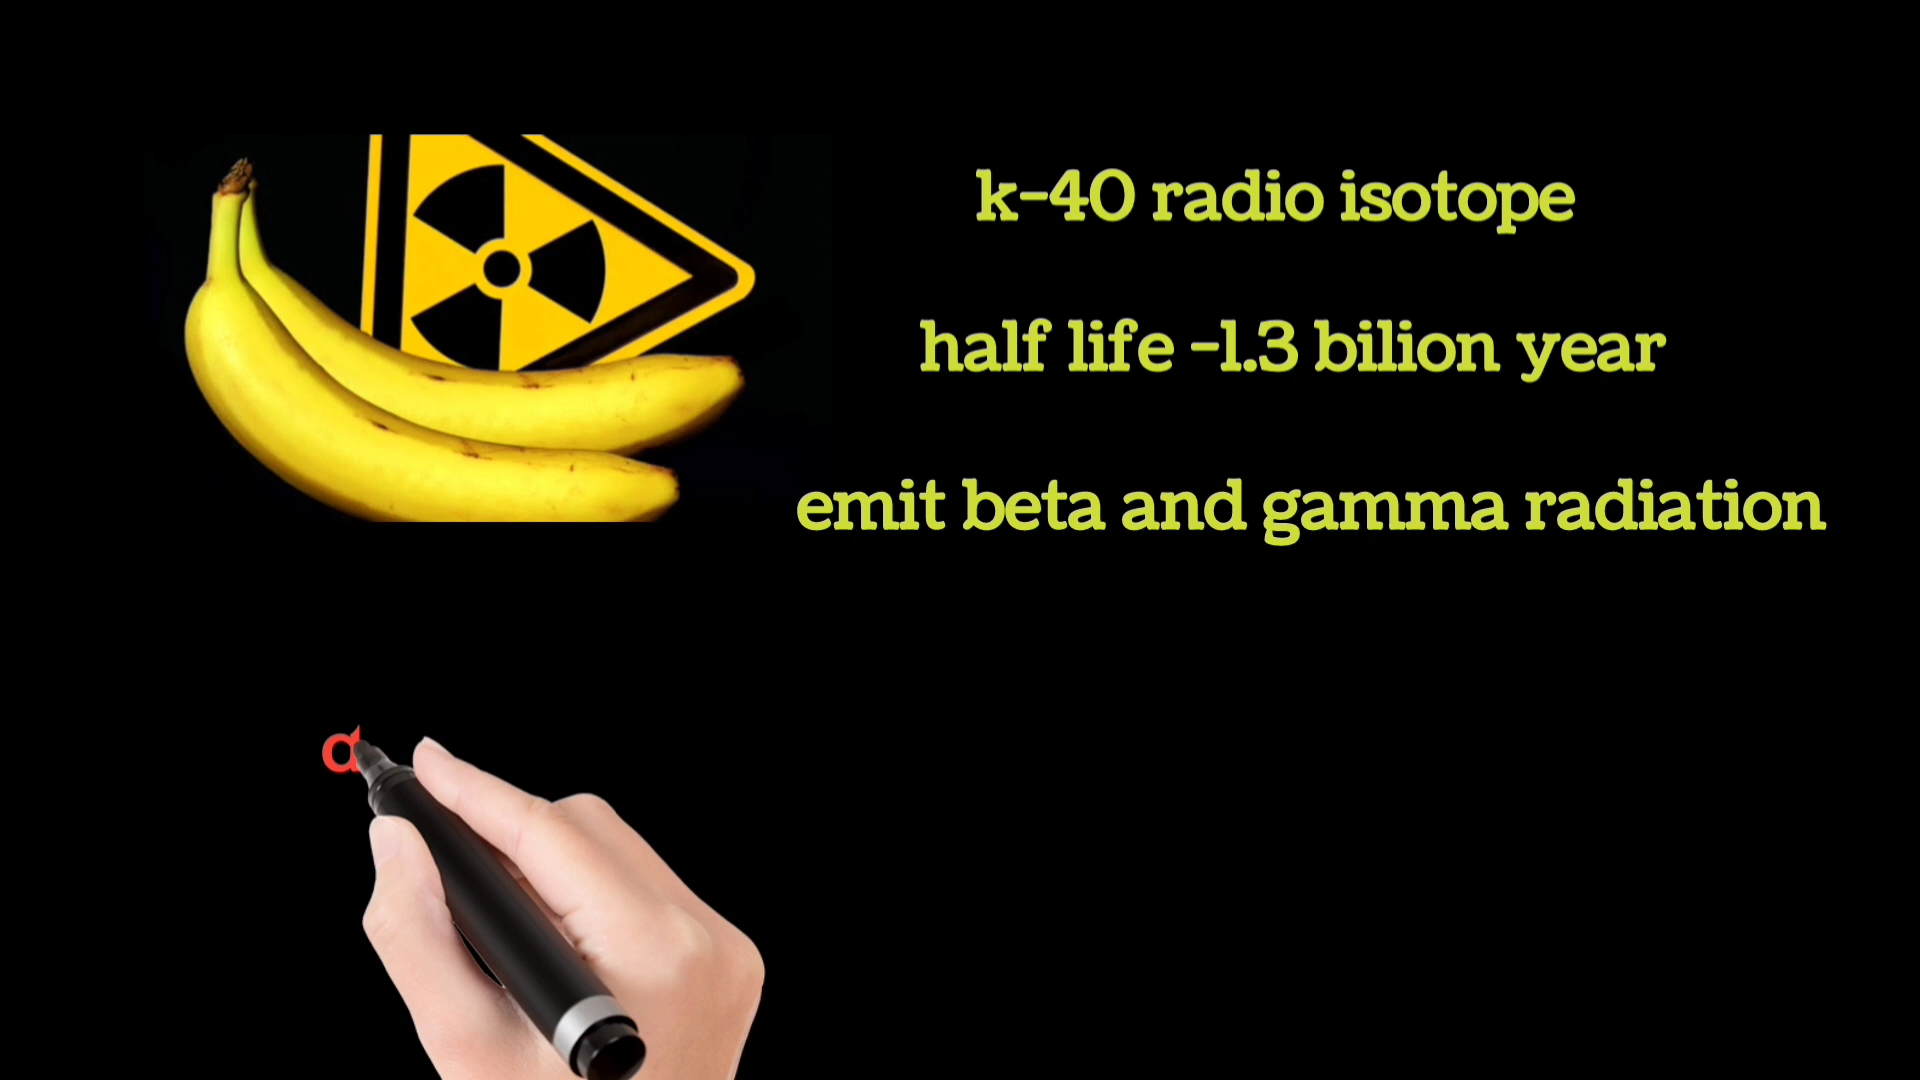 k-40 radio isotope
half life -1.3 bilion year
emit beta and gamma radiation
a